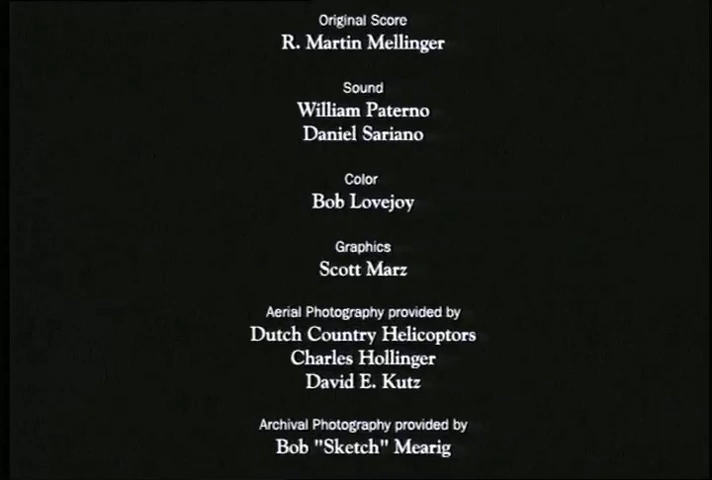 Original Score
R. Martin Mellinger
Sound
William Paterno
Daniel Sariano
Color
Bob Lovejoy
Graphics
Scott Marz
Aerial Photography provided by
Dutch Country Helicoptors
Charles Hollinger
David E. Kutz
Archival Photography provided by
Bob "Sketch" Mearig